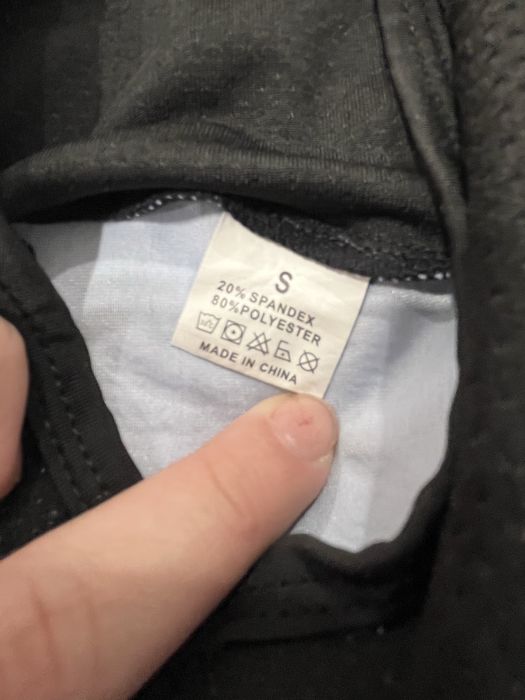 S
20% SPANDEX
80%POLYESTER
MADE IN CHINA